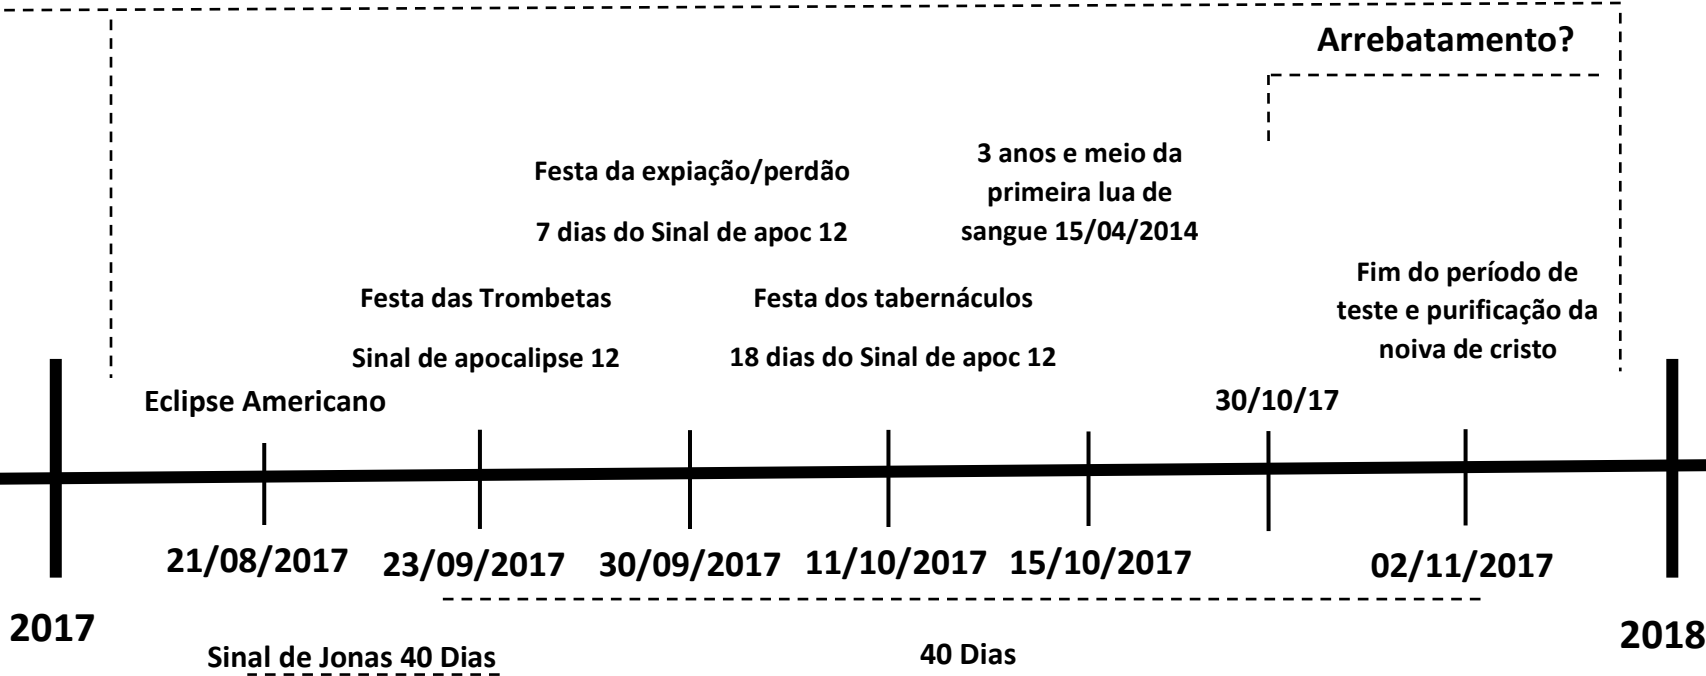 Arrebatamento?
3 anos e meio da
primeira lua de
sangue 15/04/2014
Festa da expiação/perdão
7 dias do Sinal de apoc 12
Fim do período de
teste e purificação da
noiva de cristo
Festa das Trombetas
Sinal de apocalipse 12
Festa dos tabernáculos
18 dias do Sinal de apoc 12
Eclipse Americano
30/10/17
21/08/2017
23/09/2017
30/09/2017
11/10/2017
15/10/2017
02/11/2017
2017
2018
Sinal de Jonas 40 Dias
40 Dias